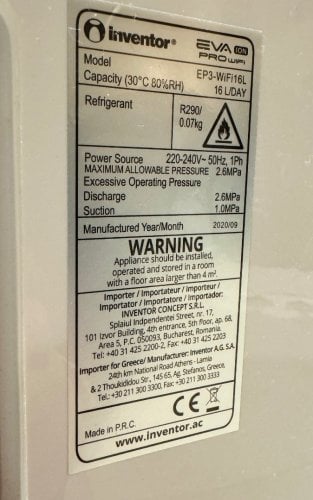 inventor® EVA ION PRO WiFi
Model EP3-WiFi16L
Capacity (30°C 80%RH) 16 L/DAY
Refrigerant R290/
0.07kg
Power Source 220-240V~ 50Hz, 1Ph
MAXIMUM ALLOWABLE PRESSURE 2.6MPa
Excessive Operating Pressure
Discharge 2.6MPa
Suction 1.0MPa
Manufactured Year/Month 2020/09
WARNING
Appliance should be installed,
operated and stored in a room
with a floor area larger than 4 m².
Importer / Importateur / Importeur /
Importator / Importatore / Importador:
INVENTOR CONCEPT S.R.L.
Splaiul Indpendentei Street, nr. 17,
101 Izvor Building, 4th entrance, 5th floor, ap. 68,
Area 5, P.C. 050093, Bucharest, Romania.
Tel: +40 31 425 2200-2, Fax: +40 31 425 2203
Importer for Greece/ Manufacturer: Inventor A.G. S.A.
24th km National Road Athens - Lamia
& 2 Thoukididou Str., 145 65, Ag. Stefanos, Greece,
Tel.: +30 211 300 3300, Fax: +30 211 300 3333
CE
Made in P.R.C.
www.inventor.ac